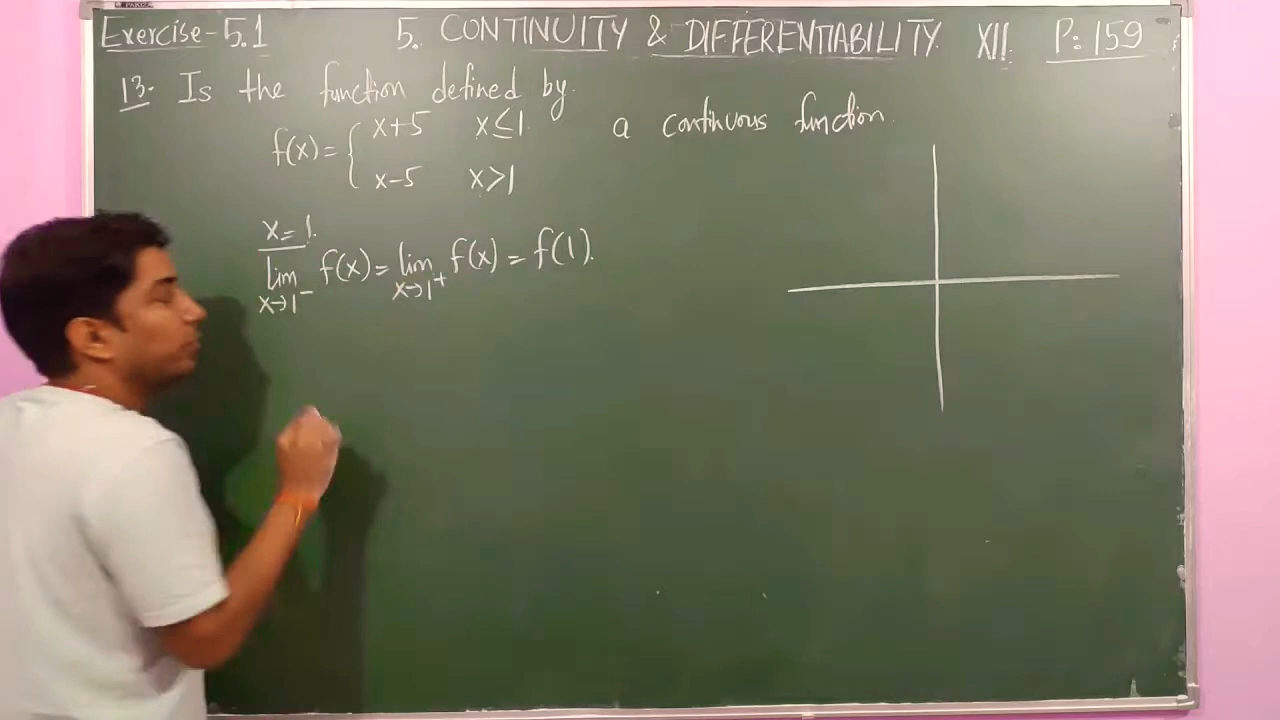 Exercise-5.1 5. CONTINUITY & DIFFERENTIABILITY XII P: 159
13. Is the function defined by.
f(x) = { x+5 x≤1. a continuous function.
x-5 x>1
x=1.
lim x→1⁻ f(x) = lim x→1⁺ f(x) = f(1).